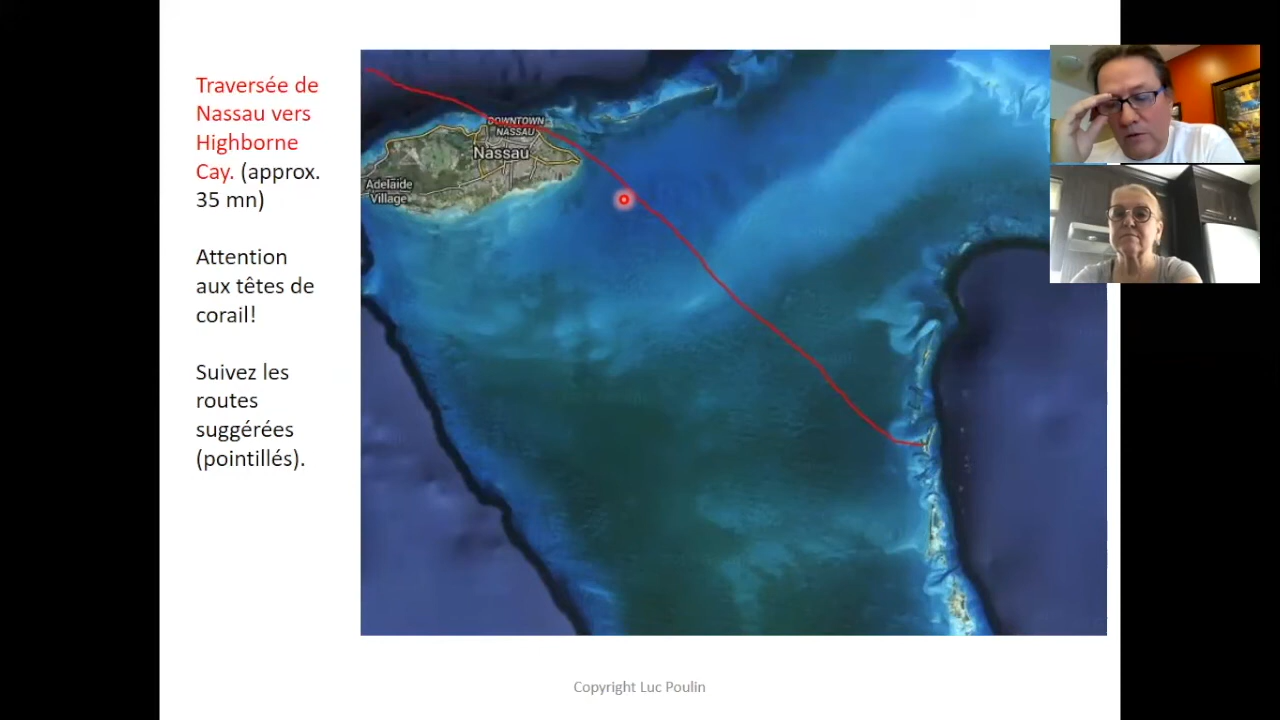 Traversée de
Nassau vers
Highborne
Cay. (approx.
35 mn)
Attention
aux têtes de
corail!
Suivez les
routes
suggérées
(pointillés).
DOWNTOWN
NASSAU
Nassau
Adelaide
Village
Copyright Luc Poulin